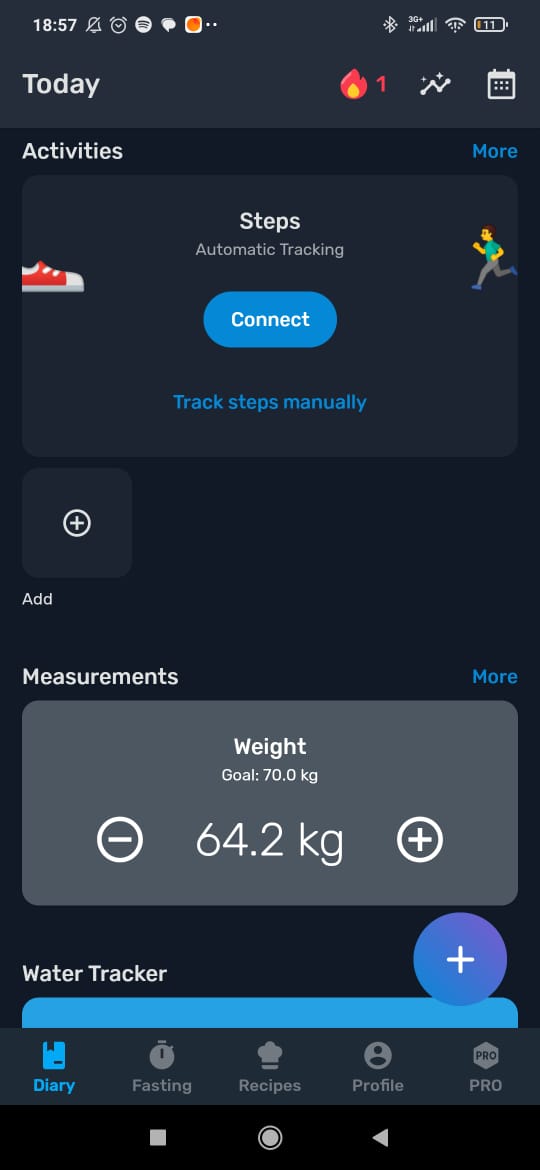 18:57
3G+
11
Today
1
Activities
More
Steps
Automatic Tracking
Connect
Track steps manually
Add
Measurements
More
Weight
Goal: 70.0 kg
64.2 kg
Water Tracker
Diary
Fasting
Recipes
Profile
PRO
PRO